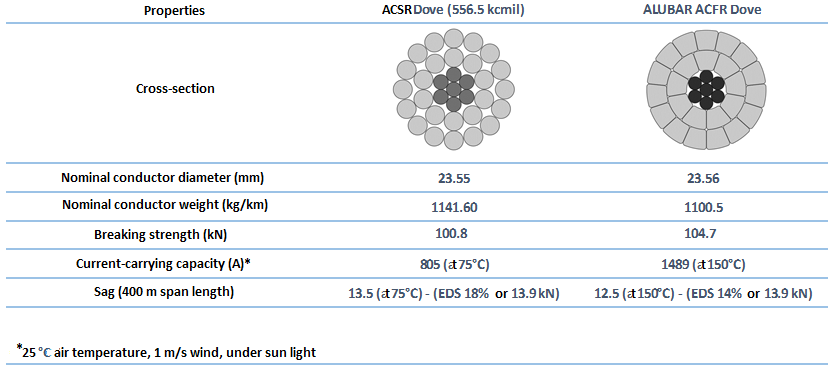 Properties ACSR Dove (556.5 kcmil) ALUBAR ACFR Dove
Cross-section
Nominal conductor diameter (mm) 23.55 23.56
Nominal conductor weight (kg/km) 1141.60 1100.5
Breaking strength (kN) 100.8 104.7
Current-carrying capacity (A)* 805 (at 75°C) 1489 (at 150°C)
Sag (400 m span length) 13.5 (at 75°C) - (EDS 18% or 13.9 kN) 12.5 (at 150°C) - (EDS 14% or 13.9 kN)
*25 °C air temperature, 1 m/s wind, under sun light